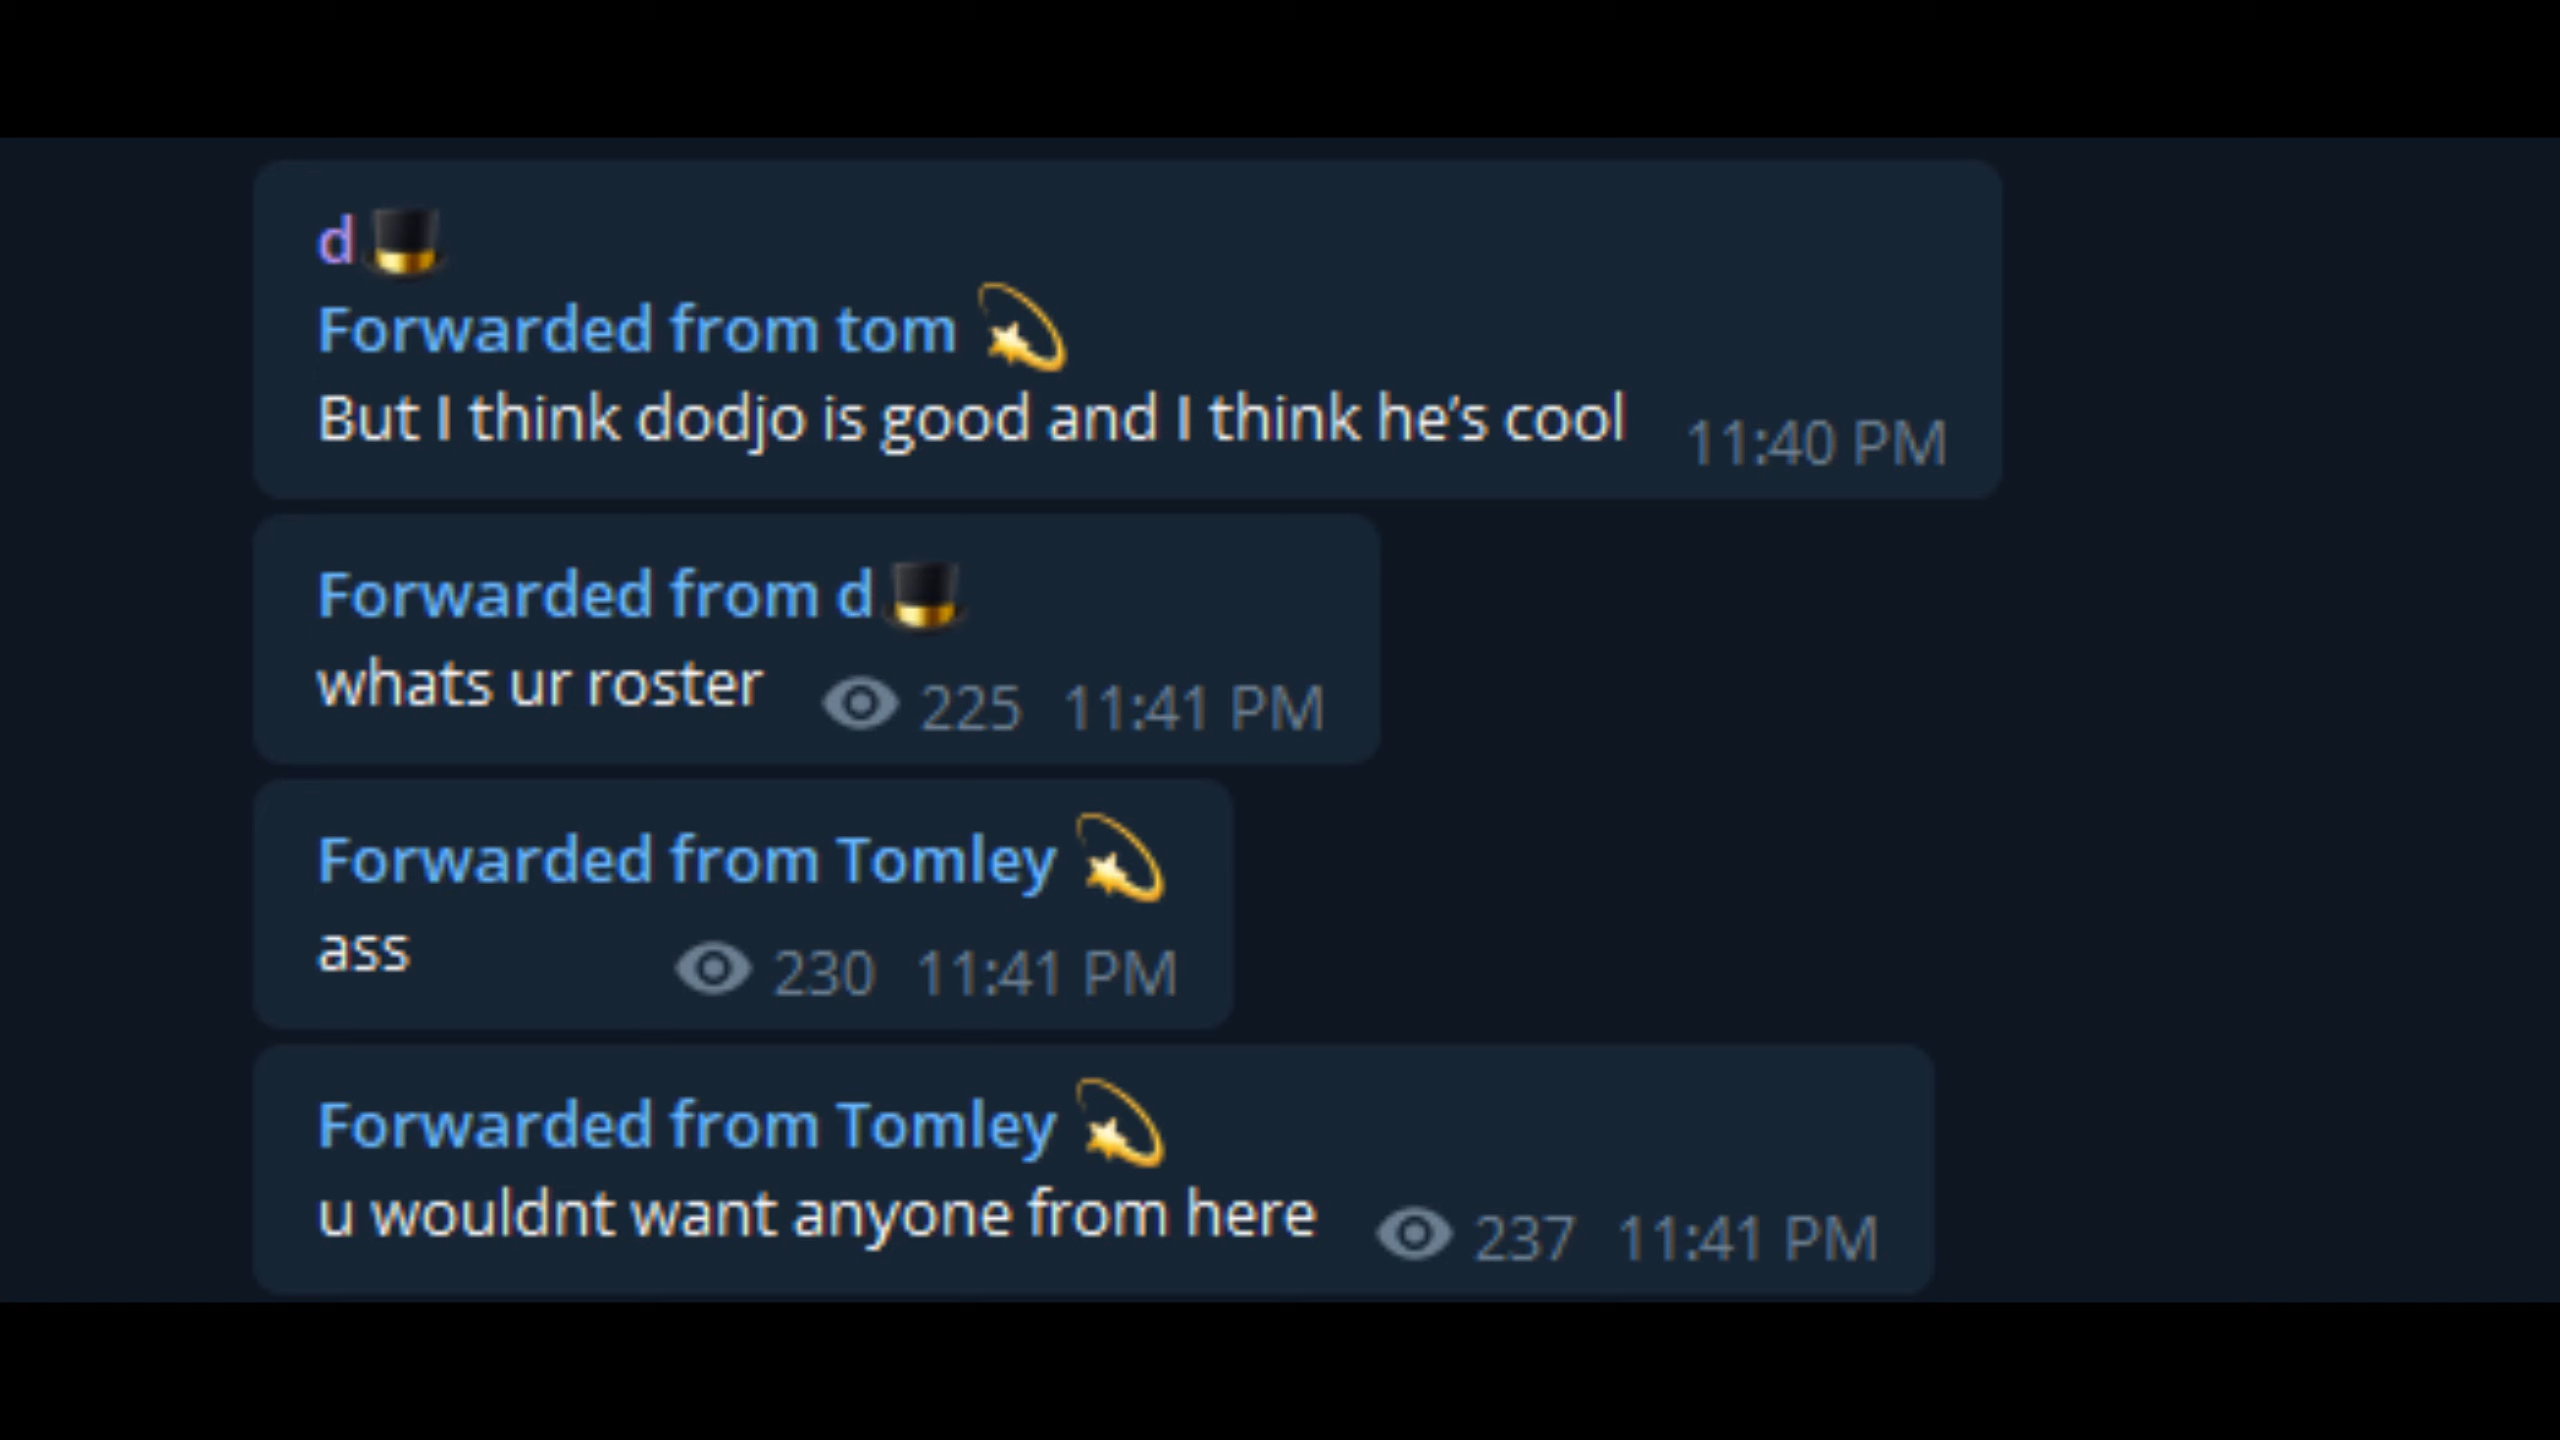 d🎩
Forwarded from tom 💫
But I think dodjo is good and I think he's cool 11:40 PM
Forwarded from d🎩
whats ur roster 225 11:41 PM
Forwarded from Tomley 💫
ass 230 11:41 PM
Forwarded from Tomley 💫
u wouldnt want anyone from here 237 11:41 PM